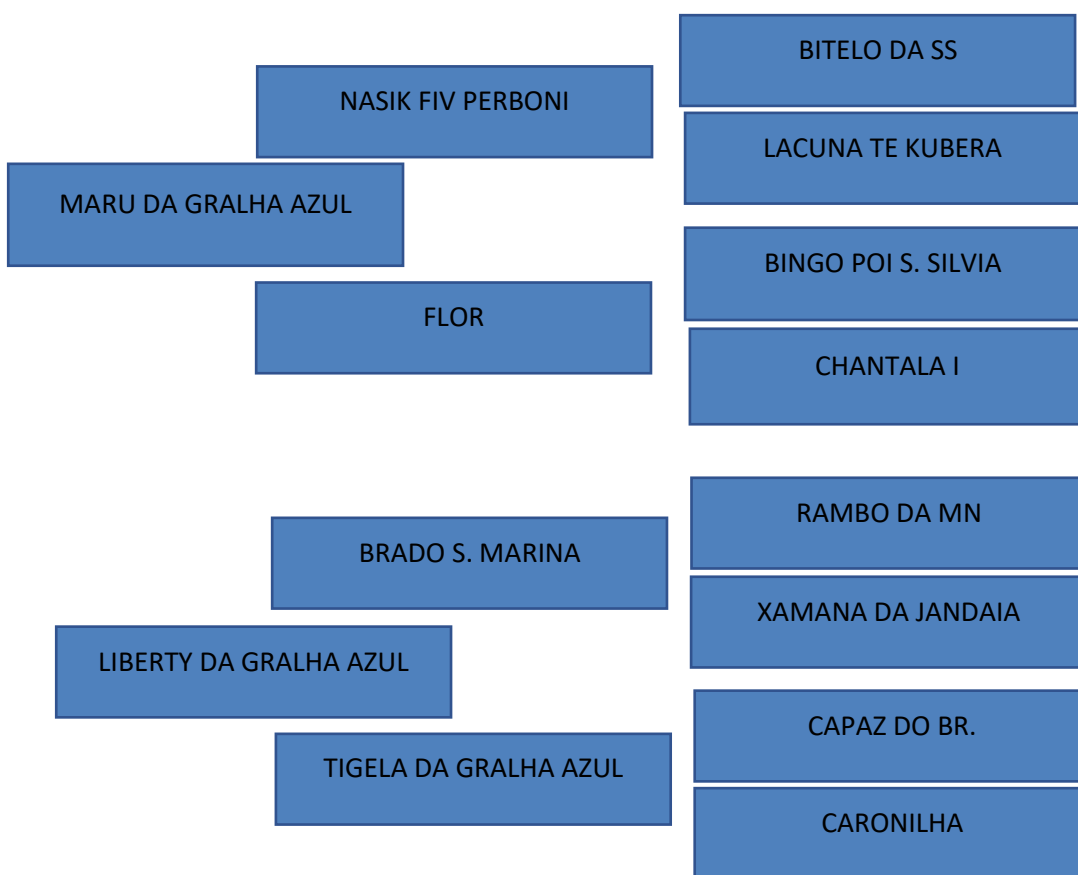 BITELO DA SS
NASIK FIV PERBONI
LACUNA TE KUBERA
MARU DA GRALHA AZUL
BINGO POI S. SILVIA
FLOR
CHANTALA I
RAMBO DA MN
BRADO S. MARINA
XAMANA DA JANDAIA
LIBERTY DA GRALHA AZUL
CAPAZ DO BR.
TIGELA DA GRALHA AZUL
CARONILHA